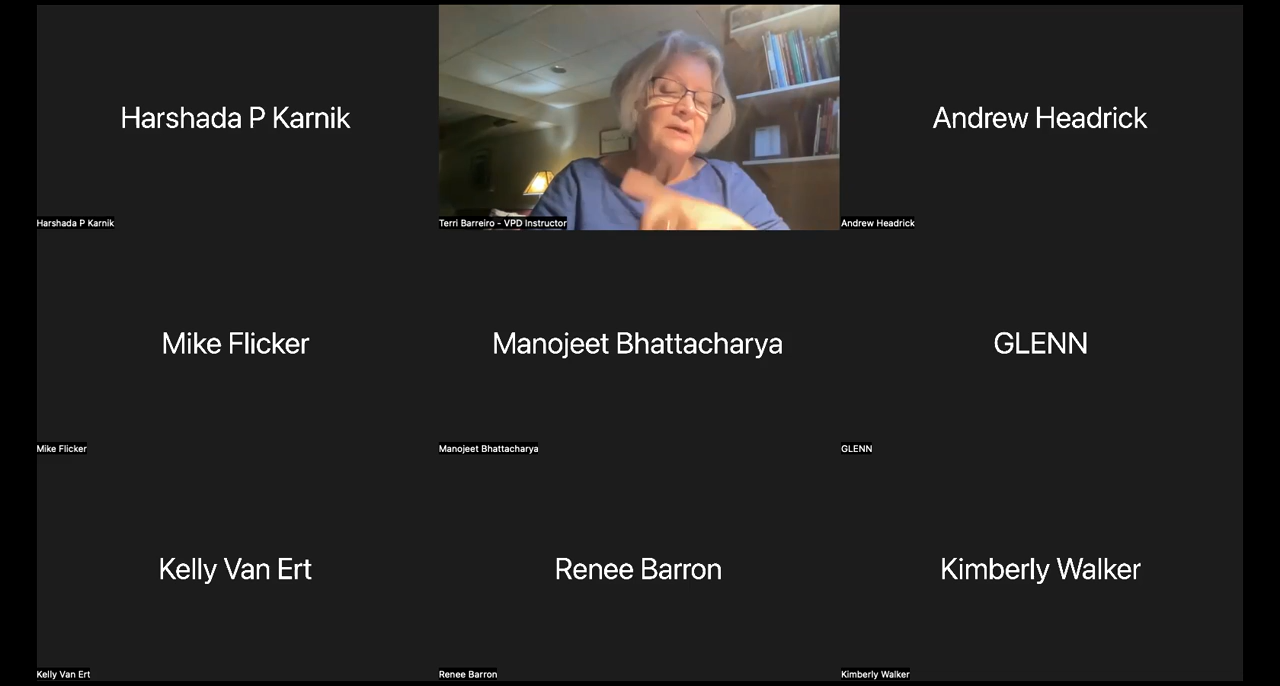 Harshada P Karnik
Andrew Headrick
Harshada P Karnik
Terri Barreiro - VPD Instructor
Andrew Headrick
Mike Flicker
Manojeet Bhattacharya
GLENN
Mike Flicker
Manojeet Bhattacharya
GLENN
Kelly Van Ert
Renee Barron
Kimberly Walker
Kelly Van Ert
Renee Barron
Kimberly Walker